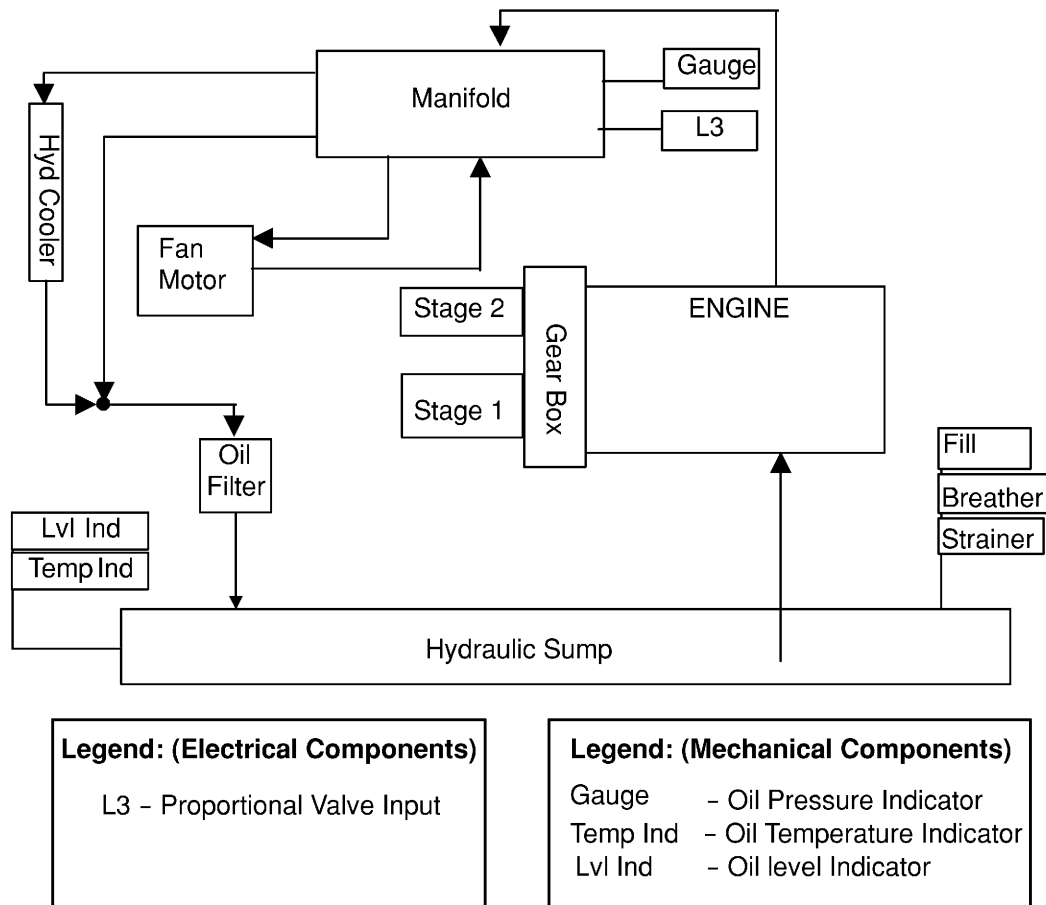 Manifold
Gauge
L3
Hyd Cooler
Fan
Motor
Stage 2
Stage 1
Gear Box
ENGINE
Oil
Filter
Fill
Breather
Strainer
Lvl Ind
Temp Ind
Hydraulic Sump
Legend: (Electrical Components)
L3 – Proportional Valve Input
Legend: (Mechanical Components)
Gauge – Oil Pressure Indicator
Temp Ind – Oil Temperature Indicator
Lvl Ind – Oil level Indicator